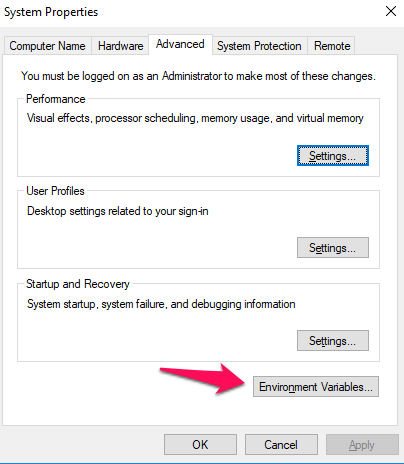 System Properties
Computer Name Hardware Advanced System Protection Remote
You must be logged on as an Administrator to make most of these changes.
Performance
Visual effects, processor scheduling, memory usage, and virtual memory
Settings...
User Profiles
Desktop settings related to your sign-in
Settings...
Startup and Recovery
System startup, system failure, and debugging information
Settings...
Environment Variables...
OK Cancel Apply